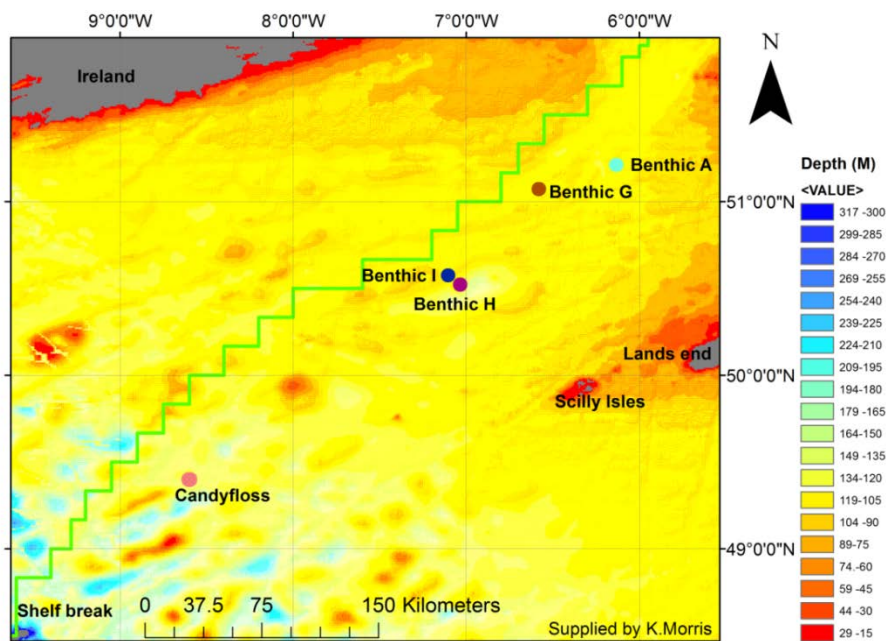 9°0'0"W 8°0'0"W 7°0'0"W 6°0'0"W
N
Ireland
Benthic A
Benthic G
51°0'0"N
Benthic I
Benthic H
Lands end
50°0'0"N
Scilly Isles
Candyfloss
49°0'0"N
Shelf break
0 37.5 75 150 Kilometers
Supplied by K.Morris
Depth (M)
<VALUE>
317 -300
299-285
284 -270
269 -255
254-240
239-225
224-210
209-195
194 -180
179 -165
164-150
149 -135
134-120
119-105
104 -90
89-75
74 -60
59 -45
44 -30
29 -15